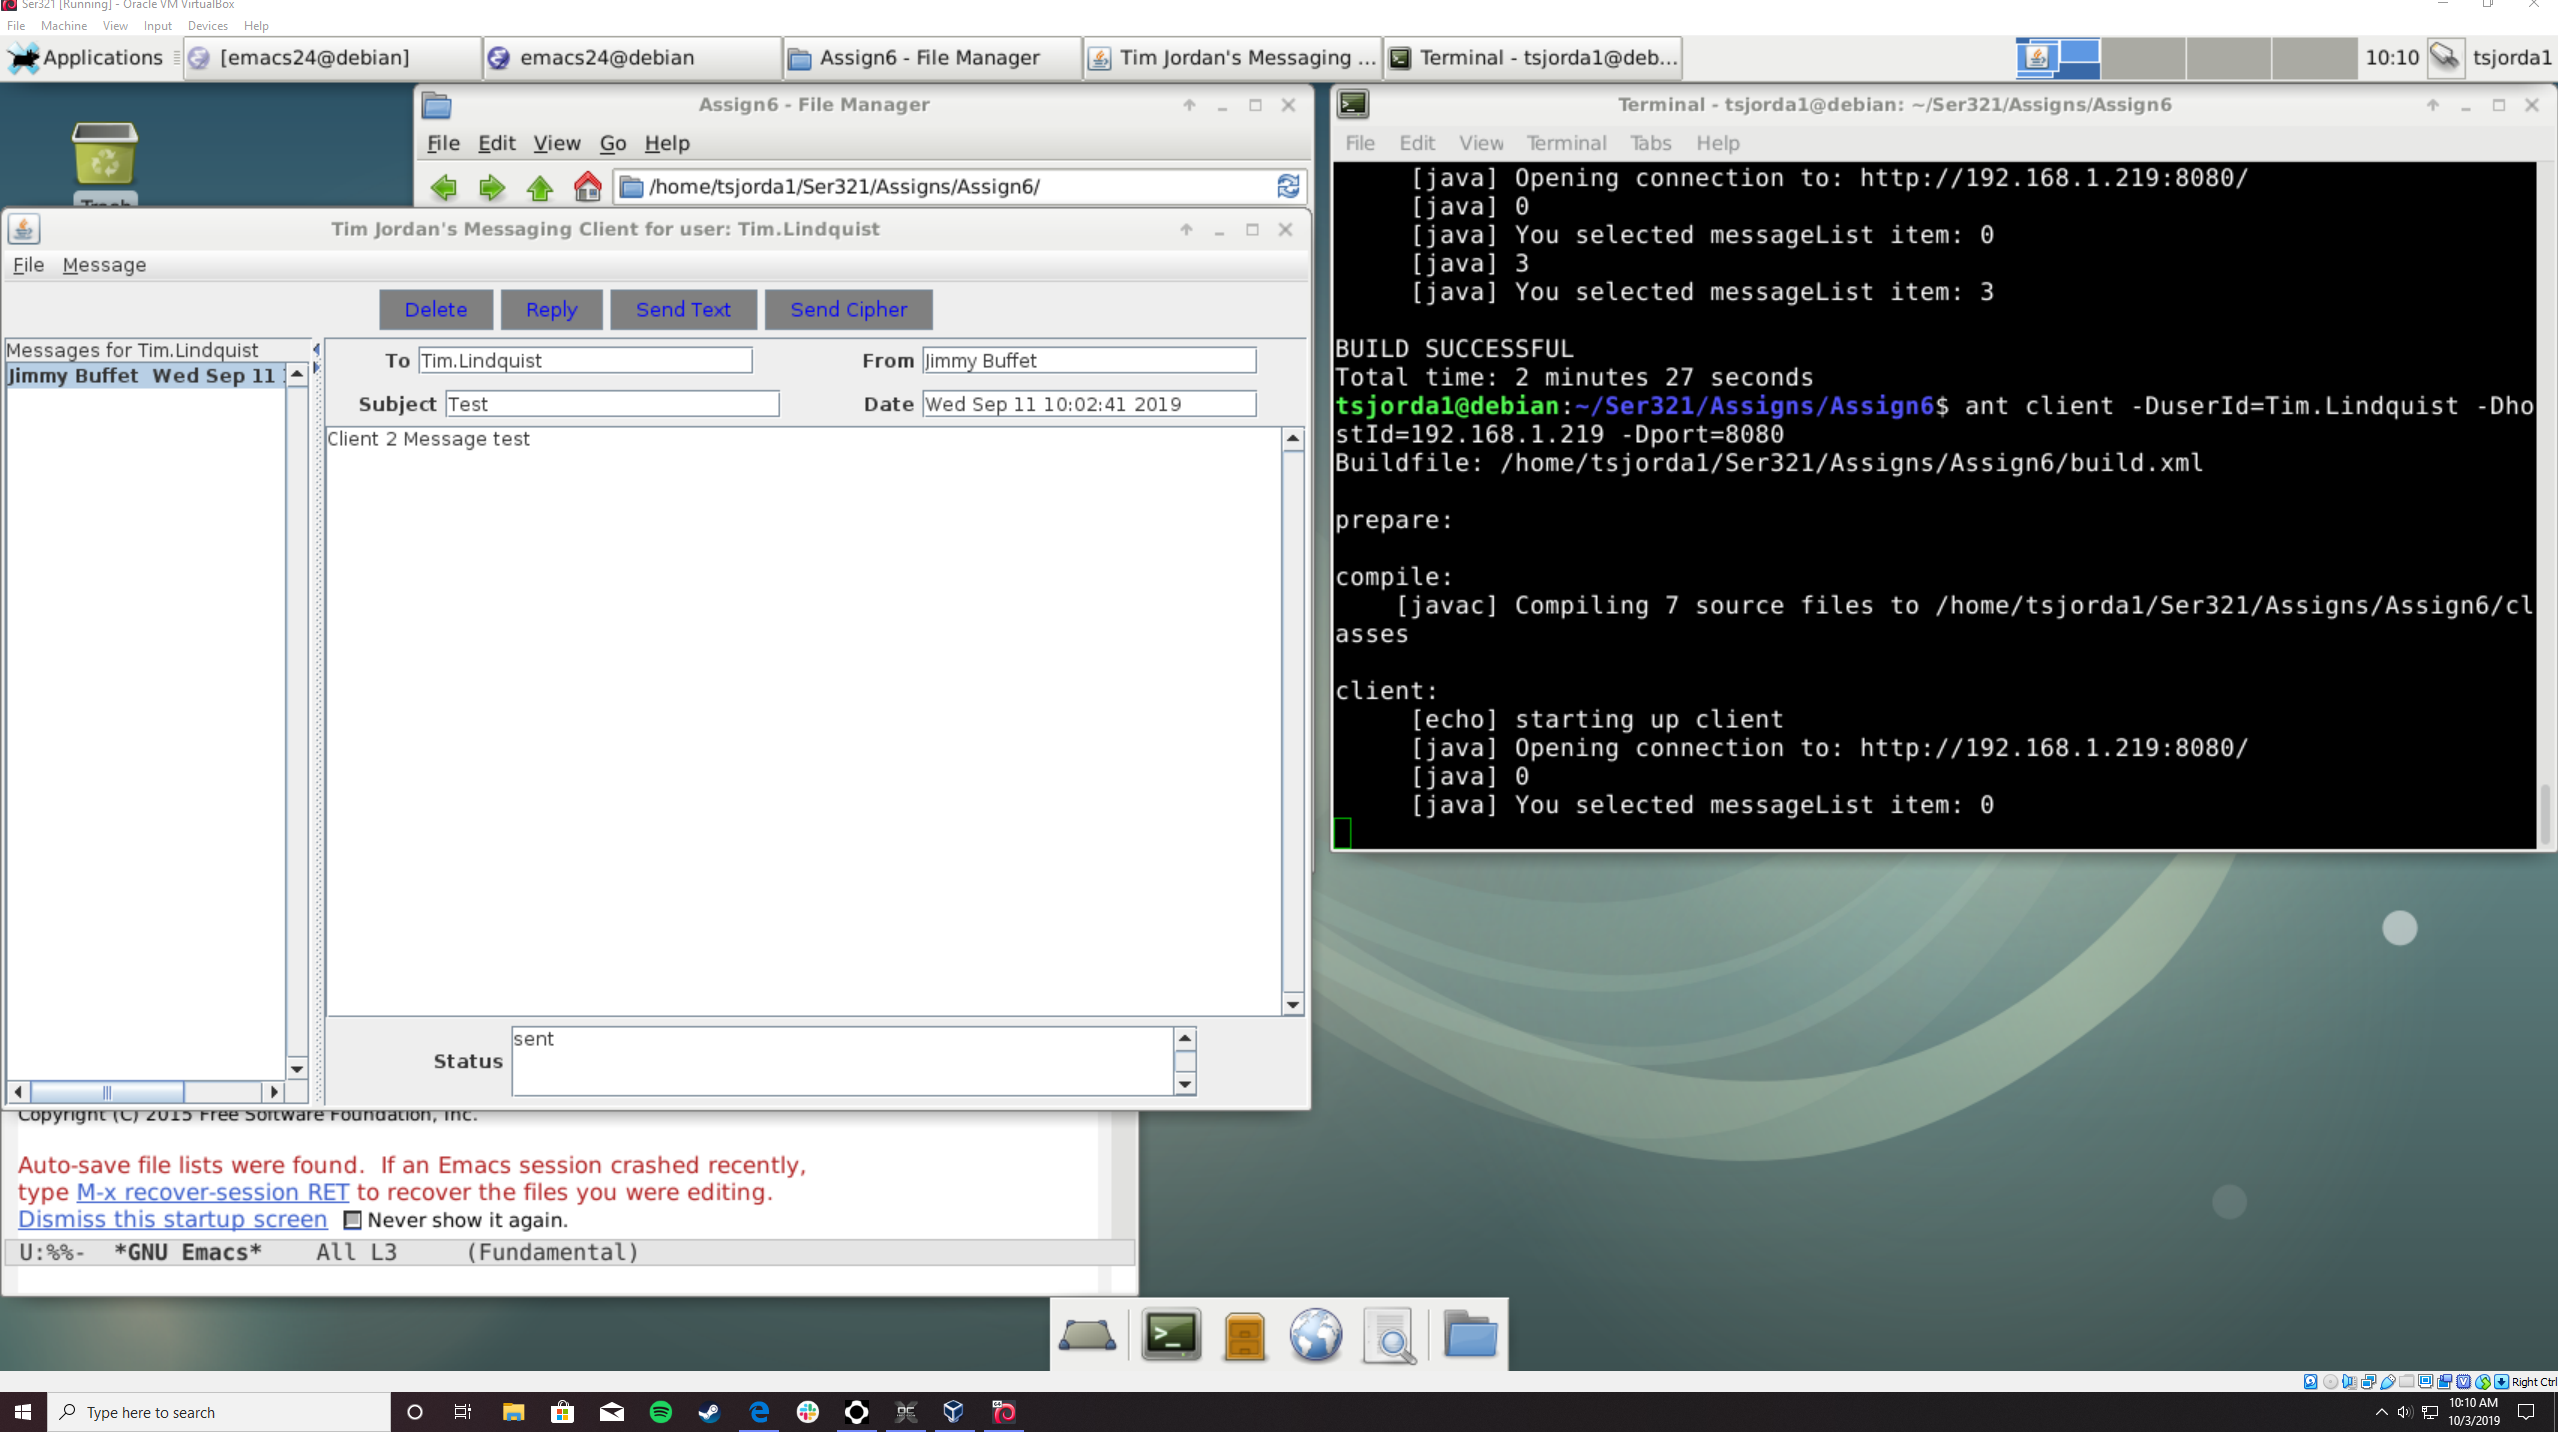 Ser321 [Running] - Oracle VM VirtualBox
File Machine View Input Devices Help
Applications [emacs24@debian] emacs24@debian Assign6 - File Manager Tim Jordan's Messaging ... Terminal - tsjorda1@deb... 10:10 tsjorda1
Assign6 - File Manager
File Edit View Go Help
/home/tsjorda1/Ser321/Assigns/Assign6/
Trash
Tim Jordan's Messaging Client for user: Tim.Lindquist
File Message
Delete Reply Send Text Send Cipher
Messages for Tim.Lindquist
Jimmy Buffet Wed Sep 11
To Tim.Lindquist From Jimmy Buffet
Subject Test Date Wed Sep 11 10:02:41 2019
Client 2 Message test
Status sent
Copyright (C) 2015 Free Software Foundation, Inc.
Auto-save file lists were found. If an Emacs session crashed recently,
type M-x recover-session RET to recover the files you were editing.
Dismiss this startup screen Never show it again.
U:%%- *GNU Emacs* All L3 (Fundamental)
Terminal - tsjorda1@debian: ~/Ser321/Assigns/Assign6
File Edit View Terminal Tabs Help
[java] Opening connection to: http://192.168.1.219:8080/
[java] 0
[java] You selected messageList item: 0
[java] 3
[java] You selected messageList item: 3
BUILD SUCCESSFUL
Total time: 2 minutes 27 seconds
tsjorda1@debian:~/Ser321/Assigns/Assign6$ ant client -DuserId=Tim.Lindquist -Dho
stId=192.168.1.219 -Dport=8080
Buildfile: /home/tsjorda1/Ser321/Assigns/Assign6/build.xml
prepare:
compile:
[javac] Compiling 7 source files to /home/tsjorda1/Ser321/Assigns/Assign6/cl
asses
client:
[echo] starting up client
[java] Opening connection to: http://192.168.1.219:8080/
[java] 0
[java] You selected messageList item: 0
Right Ctrl
Type here to search
10:10 AM
10/3/2019